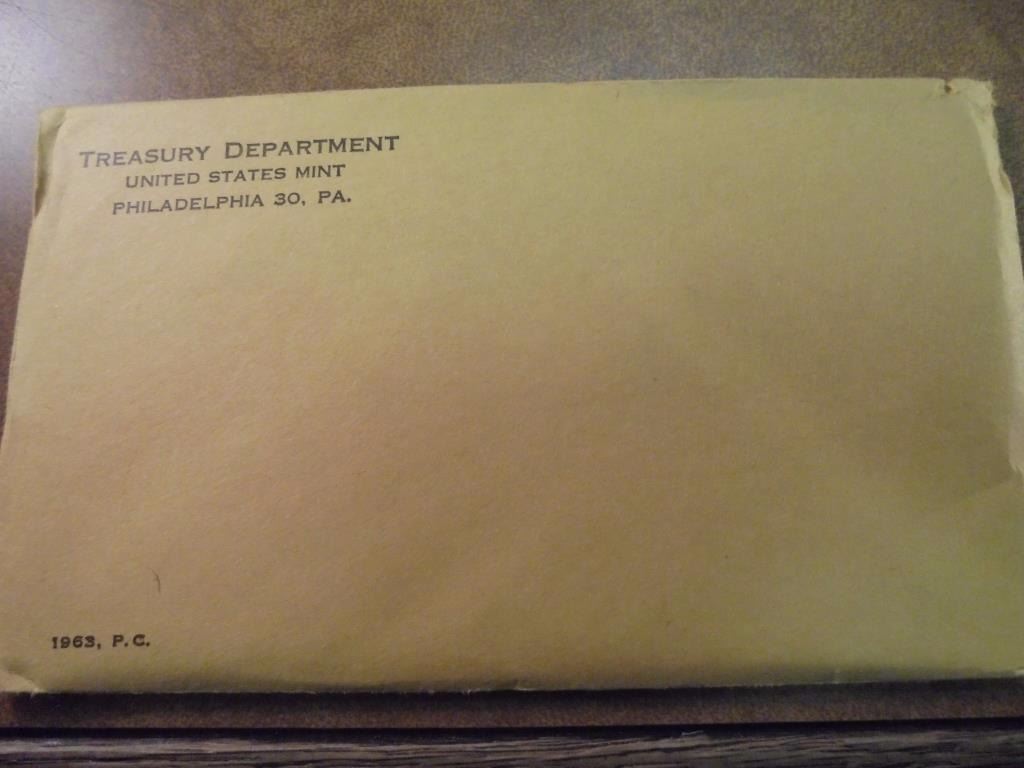 TREASURY DEPARTMENT
UNITED STATES MINT
PHILADELPHIA 30, PA.
1963, P.C.